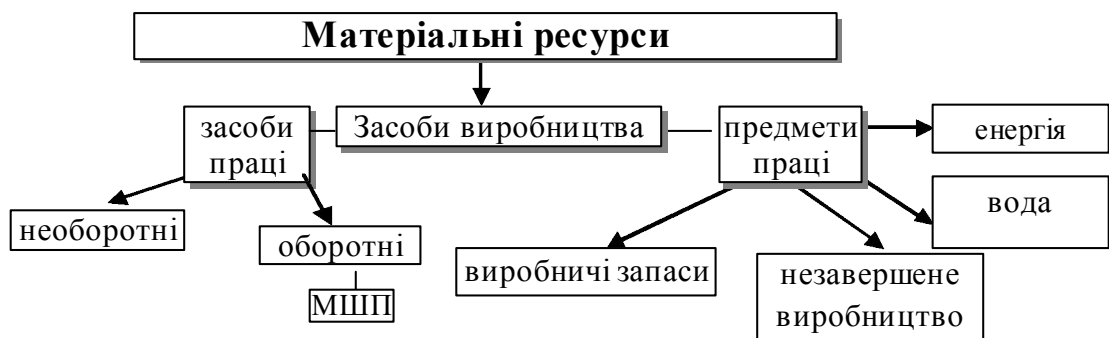 Матеріальні ресурси
засоби
праці
Засоби виробництва
предмети
праці
енергія
вода
необоротні
оборотні
МШП
виробничі запаси
незавершене
виробництво